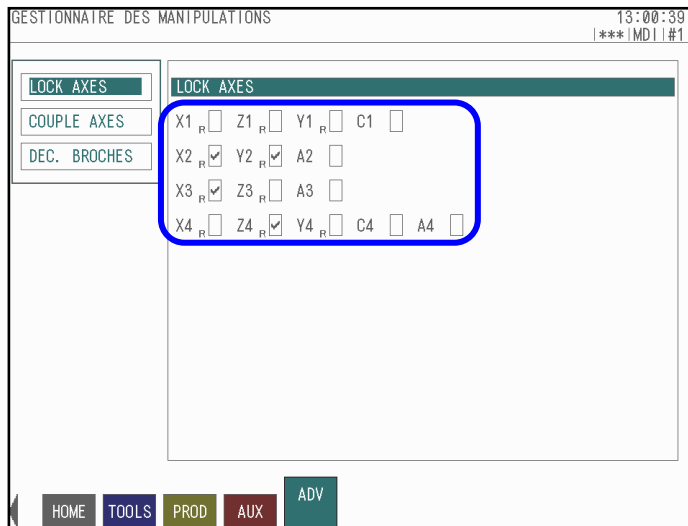 GESTIONNAIRE DES MANIPULATIONS
13:00:39
|***|MDI|#1
LOCK AXES
COUPLE AXES
DEC. BROCHES
LOCK AXES
X1 R Z1 R Y1 R C1
X2 R Y2 R A2
X3 R Z3 R A3
X4 R Z4 R Y4 R C4 A4
HOME TOOLS PROD AUX ADV